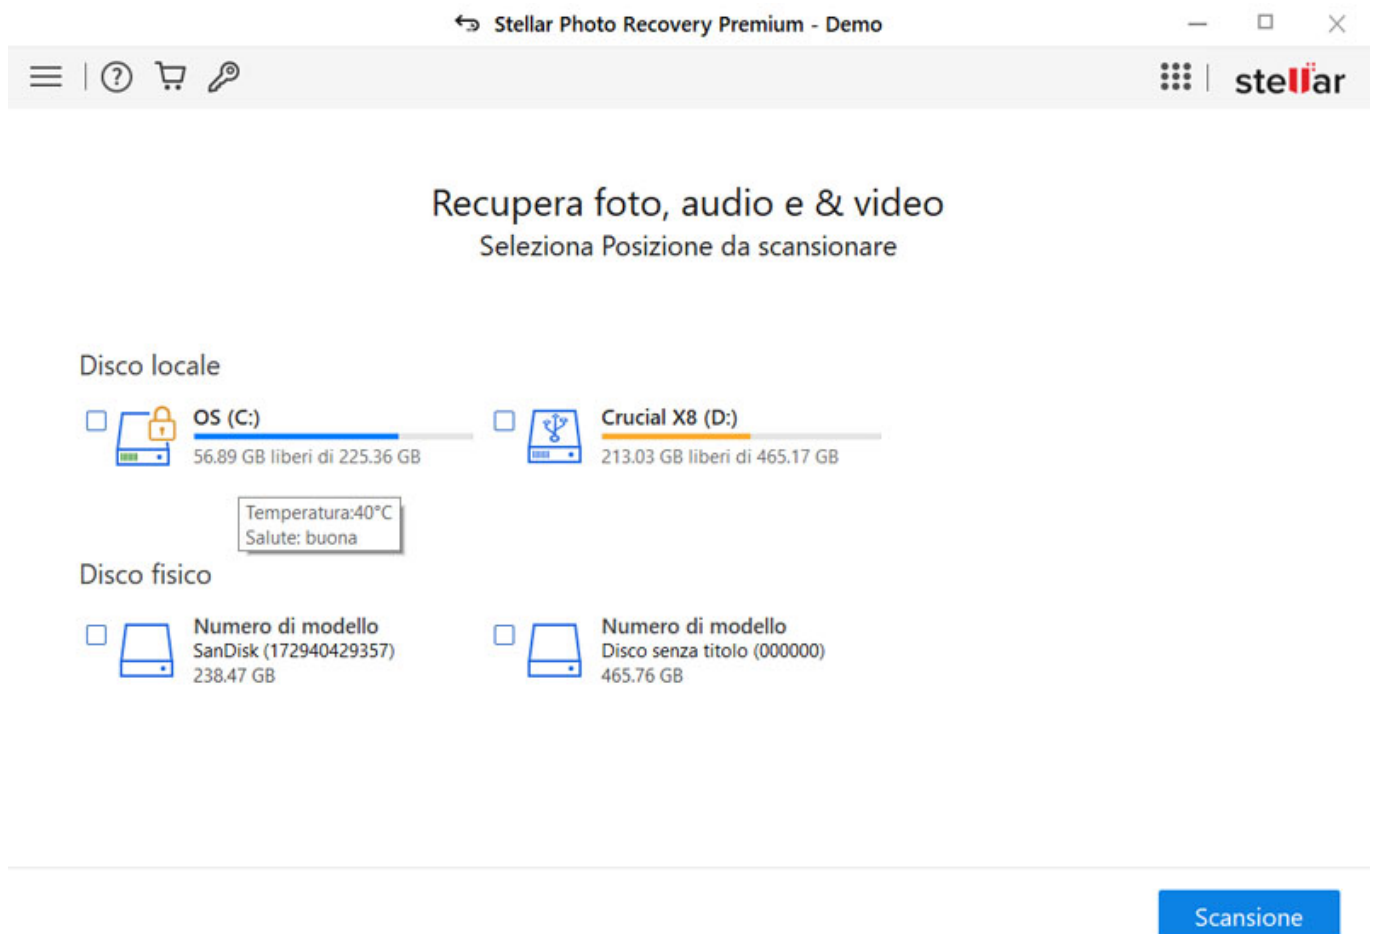 Stellar Photo Recovery Premium - Demo
stellar
Recupera foto, audio e & video
Seleziona Posizione da scansionare
Disco locale
OS (C:)
56.89 GB liberi di 225.36 GB
Crucial X8 (D:)
213.03 GB liberi di 465.17 GB
Temperatura:40°C
Salute: buona
Disco fisico
Numero di modello
SanDisk (172940429357)
238.47 GB
Numero di modello
Disco senza titolo (000000)
465.76 GB
Scansione